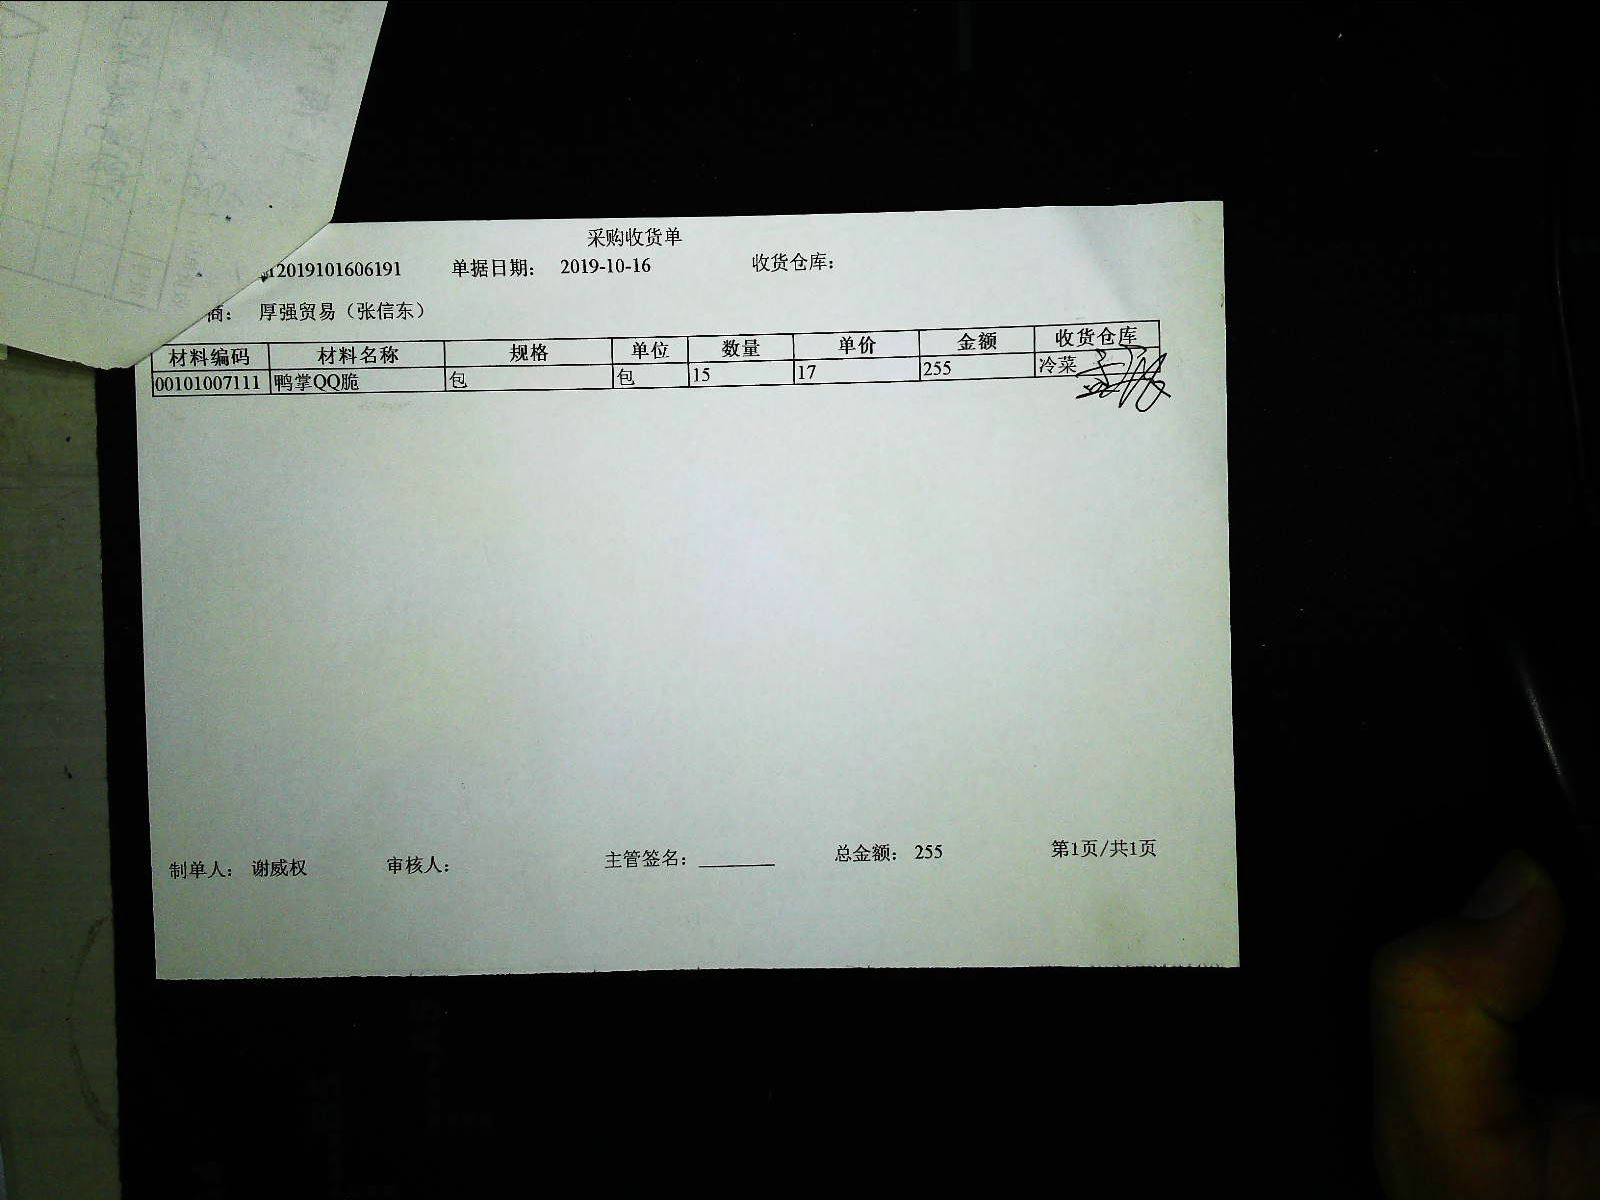 采购收货单
12019101606191 单据日期： 2019-10-16 收货仓库：
商： 厚强贸易（张信东）
材料编码 材料名称 规格 单位 数量 单价 金额 收货仓库
00101007111 鸭掌QQ脆 包 包 15 17 255 冷菜
制单人： 谢威权 审核人： 主管签名： ________ 总金额： 255 第1页/共1页